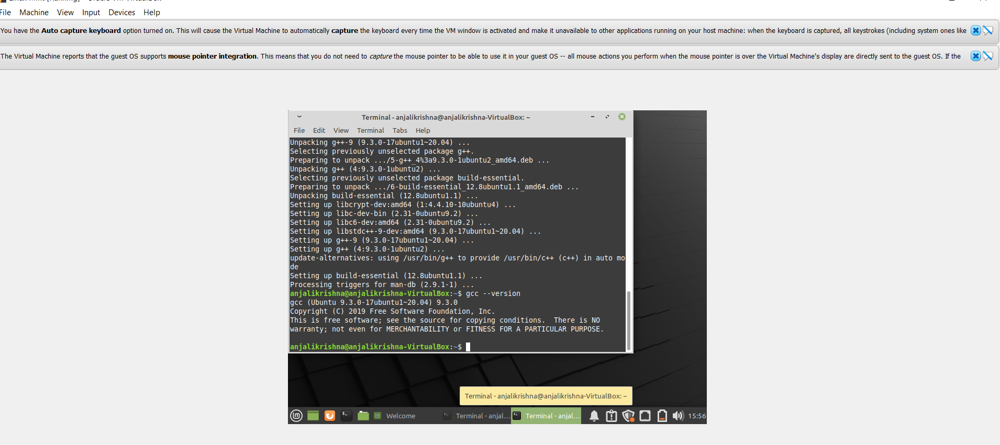 File Machine View Input Devices Help
You have the Auto capture keyboard option turned on. This will cause the Virtual Machine to automatically capture the keyboard every time the VM window is activated and make it unavailable to other applications running on your host machine: when the keyboard is captured, all keystrokes (including system ones like
The Virtual Machine reports that the guest OS supports mouse pointer integration. This means that you do not need to capture the mouse pointer to be able to use it in your guest OS -- all mouse actions you perform when the mouse pointer is over the Virtual Machine's display are directly sent to the guest OS. If the
Terminal - anjalikrishna@anjalikrishna-VirtualBox: ~
File Edit View Terminal Tabs Help
Unpacking g++-9 (9.3.0-17ubuntu1~20.04) ...
Selecting previously unselected package g++.
Preparing to unpack .../5-g++_4%3a9.3.0-1ubuntu2_amd64.deb ...
Unpacking g++ (4:9.3.0-1ubuntu2) ...
Selecting previously unselected package build-essential.
Preparing to unpack .../6-build-essential_12.8ubuntu1.1_amd64.deb ...
Unpacking build-essential (12.8ubuntu1.1) ...
Setting up libcrypt-dev:amd64 (1:4.4.10-10ubuntu4) ...
Setting up libc-dev-bin (2.31-0ubuntu9.2) ...
Setting up libc6-dev:amd64 (2.31-0ubuntu9.2) ...
Setting up libstdc++-9-dev:amd64 (9.3.0-17ubuntu1~20.04) ...
Setting up g++-9 (9.3.0-17ubuntu1~20.04) ...
Setting up g++ (4:9.3.0-1ubuntu2) ...
update-alternatives: using /usr/bin/g++ to provide /usr/bin/c++ (c++) in auto mo
de
Setting up build-essential (12.8ubuntu1.1) ...
Processing triggers for man-db (2.9.1-1) ...
anjalikrishna@anjalikrishna-VirtualBox:~$ gcc --version
gcc (Ubuntu 9.3.0-17ubuntu1~20.04) 9.3.0
Copyright (C) 2019 Free Software Foundation, Inc.
This is free software; see the source for copying conditions.  There is NO
warranty; not even for MERCHANTABILITY or FITNESS FOR A PARTICULAR PURPOSE.
anjalikrishna@anjalikrishna-VirtualBox:~$
Terminal - anjalikrishna@anjalikrishna-VirtualBox: ~
Welcome Terminal - anjal... Terminal - anjal... 15:56